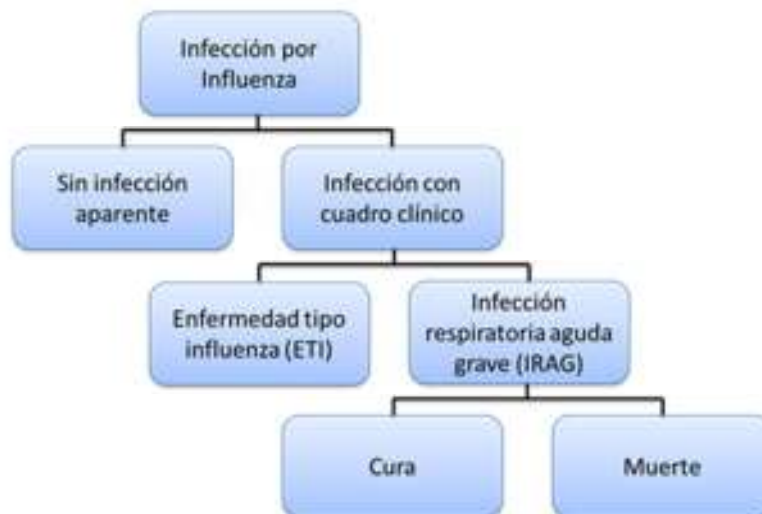 Infección por
Influenza
Sin infección
aparente
Infección con
cuadro clínico
Enfermedad tipo
influenza (ETI)
Infección
respiratoria aguda
grave (IRAG)
Cura
Muerte